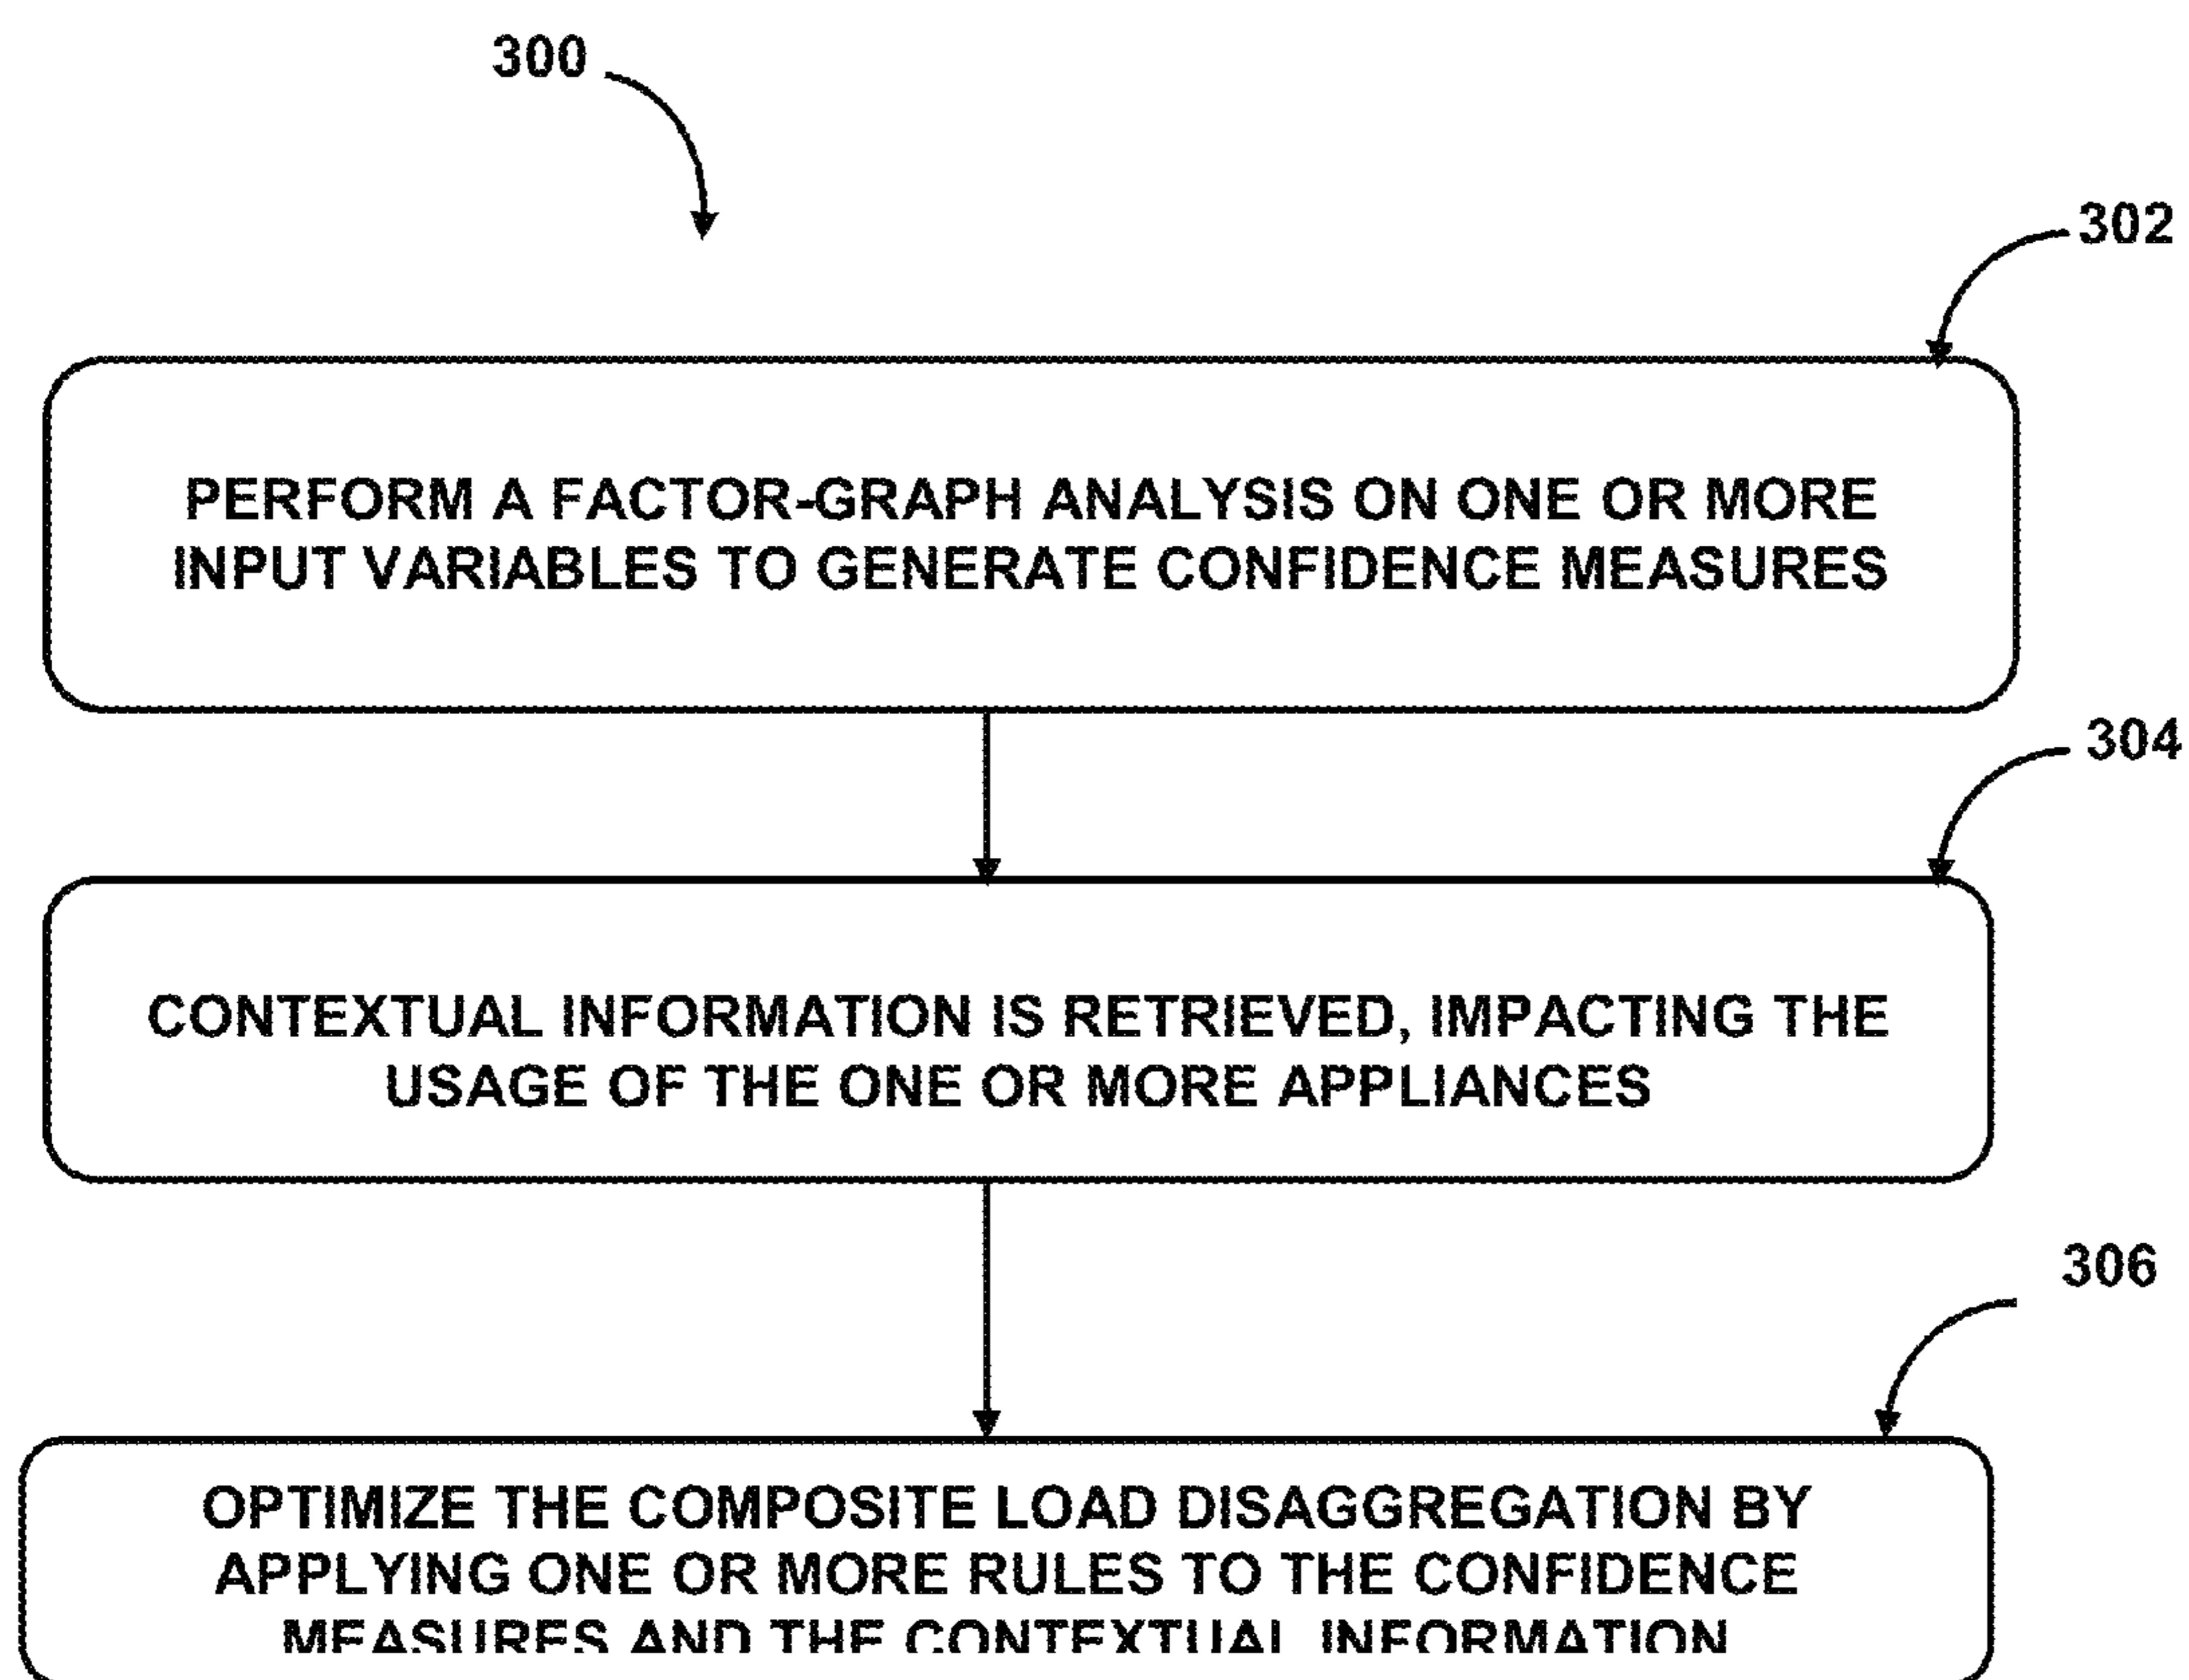 300
302
PERFORM A FACTOR-GRAPH ANALYSIS ON ONE OR MORE
INPUT VARIABLES TO GENERATE CONFIDENCE MEASURES
304
CONTEXTUAL INFORMATION IS RETRIEVED, IMPACTING THE
USAGE OF THE ONE OR MORE APPLIANCES
306
OPTIMIZE THE COMPOSITE LOAD DISAGGREGATION BY
APPLYING ONE OR MORE RULES TO THE CONFIDENCE
MEASURES AND THE CONTEXTUAL INFORMATION